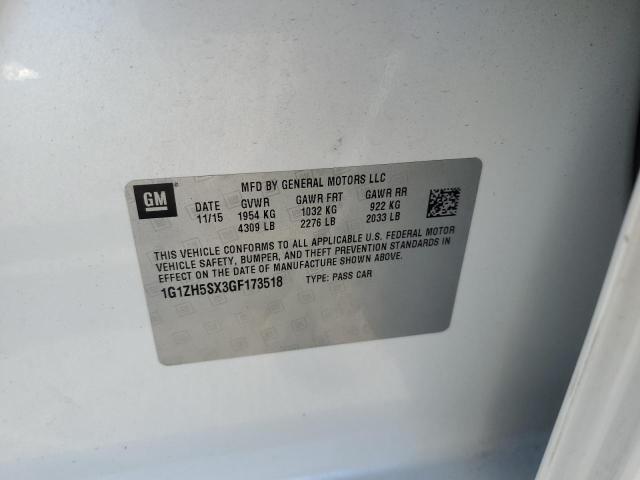 GM
MFD BY GENERAL MOTORS LLC
DATE GVWR GAWR FRT GAWR RR
11/15 1954 KG 1032 KG 922 KG
4309 LB 2276 LB 2033 LB
THIS VEHICLE CONFORMS TO ALL APPLICABLE U.S. FEDERAL MOTOR
VEHICLE SAFETY, BUMPER, AND THEFT PREVENTION STANDARDS IN
EFFECT ON THE DATE OF MANUFACTURE SHOWN ABOVE.
1G1ZH5SX3GF173518 TYPE: PASS CAR